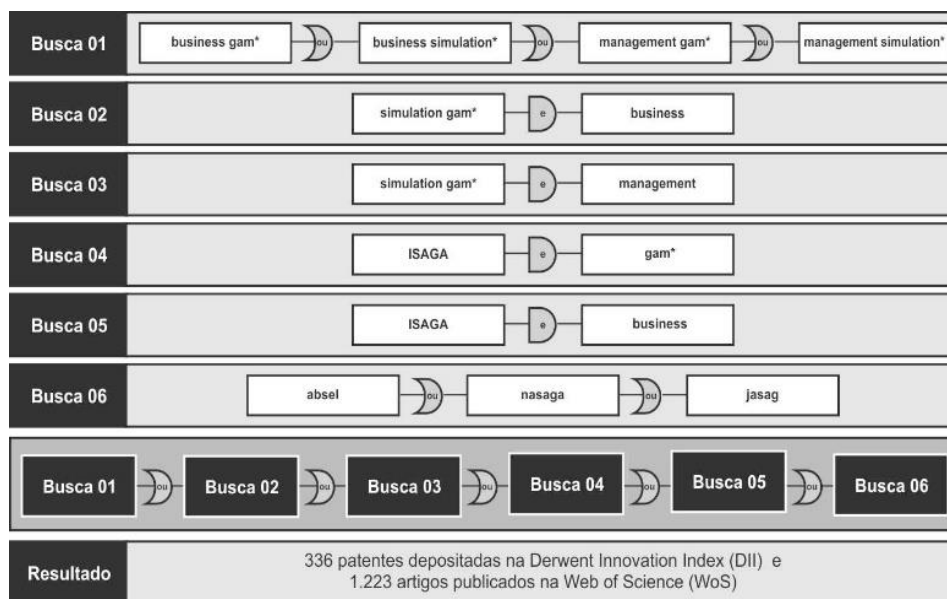 Busca 01 business gam* ou business simulation* ou management gam* ou management simulation*
Busca 02 simulation gam* e business
Busca 03 simulation gam* e management
Busca 04 ISAGA e gam*
Busca 05 ISAGA e business
Busca 06 absel ou nasaga ou jasag
Busca 01 ou Busca 02 ou Busca 03 ou Busca 04 ou Busca 05 ou Busca 06
Resultado
336 patentes depositadas na Derwent Innovation Index (DII) e
1.223 artigos publicados na Web of Science (WoS)